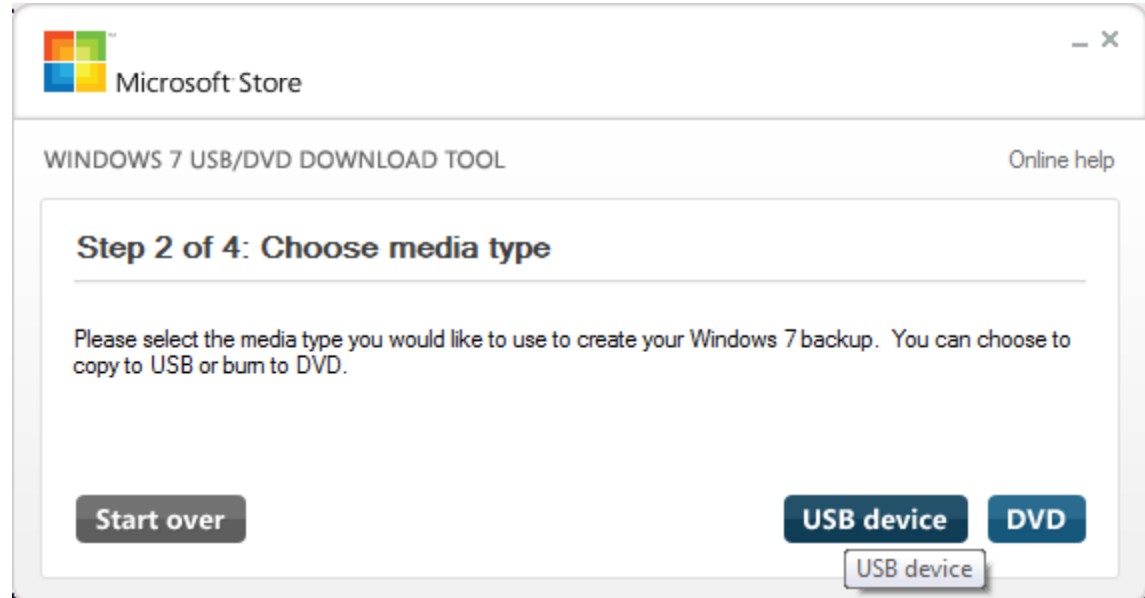 Microsoft Store
WINDOWS 7 USB/DVD DOWNLOAD TOOL
Online help
Step 2 of 4: Choose media type
Please select the media type you would like to use to create your Windows 7 backup.  You can choose to
copy to USB or burn to DVD.
Start over
USB device
DVD
USB device